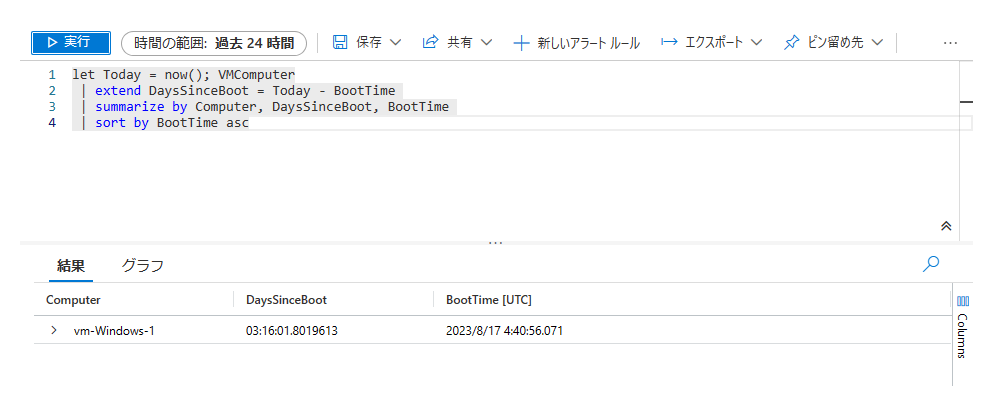 実行 時間の範囲: 過去 24 時間 保存 共有 新しいアラート ルール エクスポート ピン留め先 ...
1 let Today = now(); VMComputer
2 | extend DaysSinceBoot = Today - BootTime
3 | summarize by Computer, DaysSinceBoot, BootTime
4 | sort by BootTime asc
...
結果 グラフ
Computer DaysSinceBoot BootTime [UTC]
vm-Windows-1 03:16:01.8019613 2023/8/17 4:40:56.071
Columns